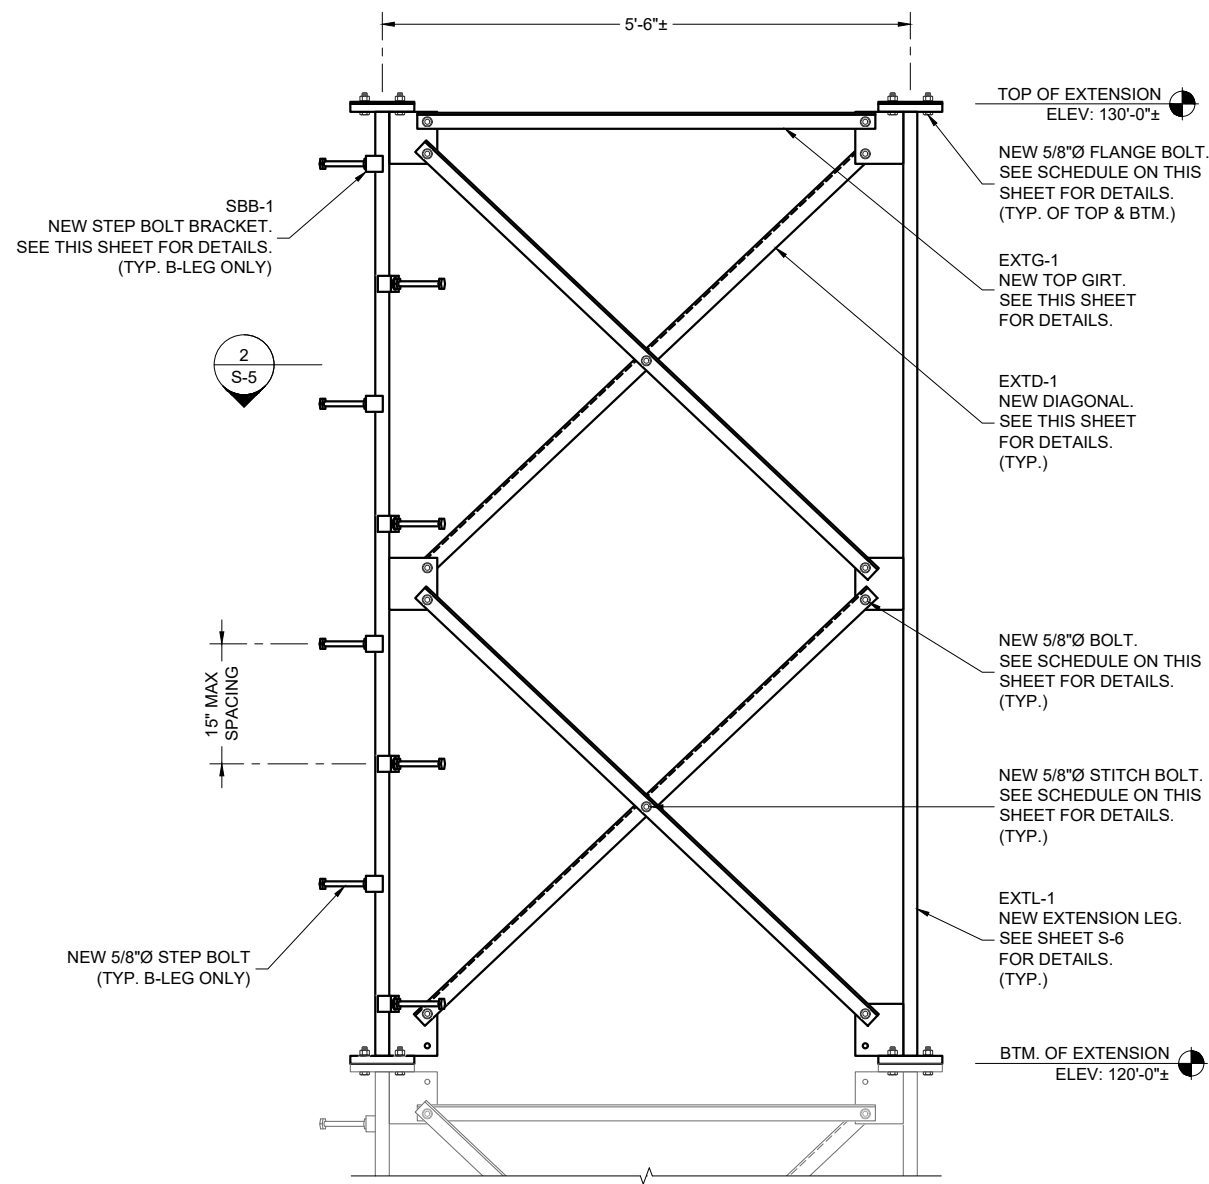 5'-6"±
TOP OF EXTENSION
ELEV: 130'-0"±
NEW 5/8"Ø FLANGE BOLT.
SEE SCHEDULE ON THIS
SHEET FOR DETAILS.
(TYP. OF TOP & BTM.)
SBB-1
NEW STEP BOLT BRACKET.
SEE THIS SHEET FOR DETAILS.
(TYP. B-LEG ONLY)
EXTG-1
NEW TOP GIRT.
SEE THIS SHEET
FOR DETAILS.
2
S-5
EXTD-1
NEW DIAGONAL.
SEE THIS SHEET
FOR DETAILS.
(TYP.)
15" MAX
SPACING
NEW 5/8"Ø BOLT.
SEE SCHEDULE ON THIS
SHEET FOR DETAILS.
(TYP.)
NEW 5/8"Ø STITCH BOLT.
SEE SCHEDULE ON THIS
SHEET FOR DETAILS.
(TYP.)
EXTL-1
NEW EXTENSION LEG.
SEE SHEET S-6
FOR DETAILS.
(TYP.)
NEW 5/8"Ø STEP BOLT
(TYP. B-LEG ONLY)
BTM. OF EXTENSION
ELEV: 120'-0"±